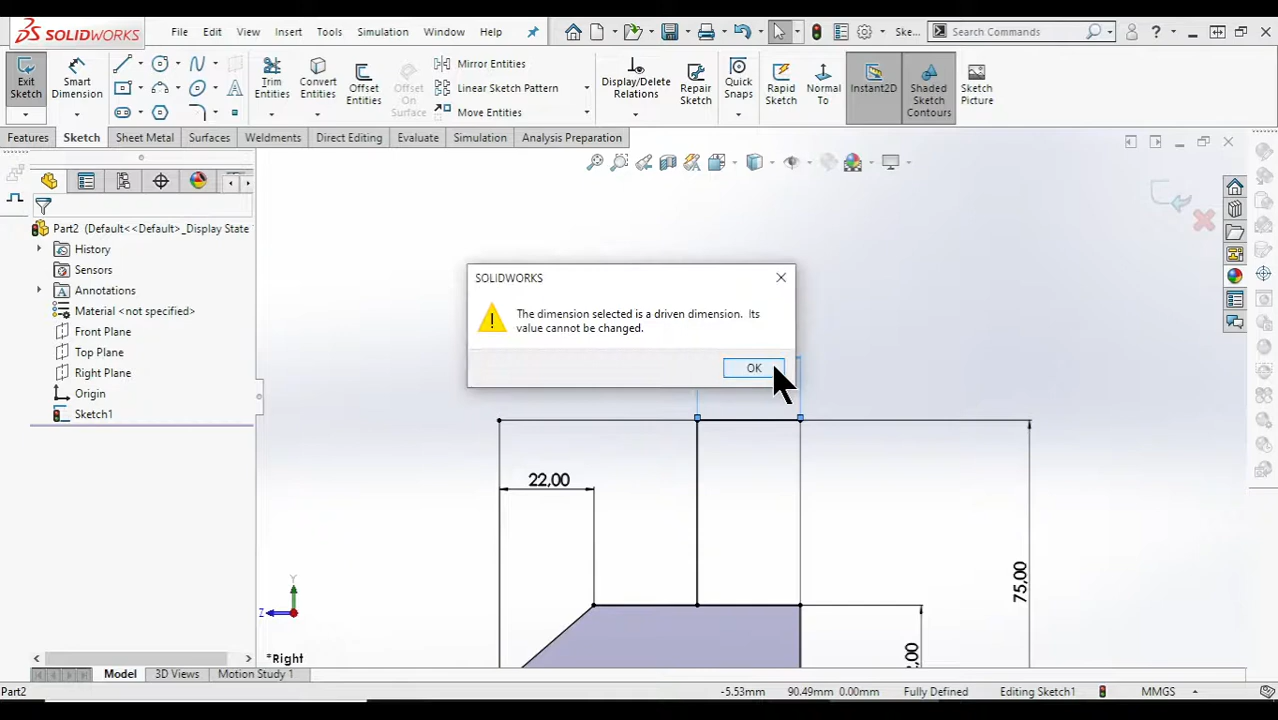 SOLIDWORKS File Edit View Insert Tools Simulation Window Help Ske... Search Commands ?
Exit Sketch
Smart Dimension
Trim Entities
Convert Entities
Offset Entities
Offset On Surface
Mirror Entities
Linear Sketch Pattern
Move Entities
Display/Delete Relations
Repair Sketch
Quick Snaps
Rapid Sketch
Normal To
Instant2D
Shaded Sketch Contours
Sketch Picture
Features Sketch Sheet Metal Surfaces Weldments Direct Editing Evaluate Simulation Analysis Preparation
Part2 (Default<<Default>_Display State
History
Sensors
Annotations
Material <not specified>
Front Plane
Top Plane
Right Plane
Origin
Sketch1
SOLIDWORKS
The dimension selected is a driven dimension. Its
value cannot be changed.
OK
22,00
75,00
,00
Y
Z
*Right
Model 3D Views Motion Study 1
Part2 -5.53mm 90.49mm 0.00mm Fully Defined Editing Sketch1 MMGS